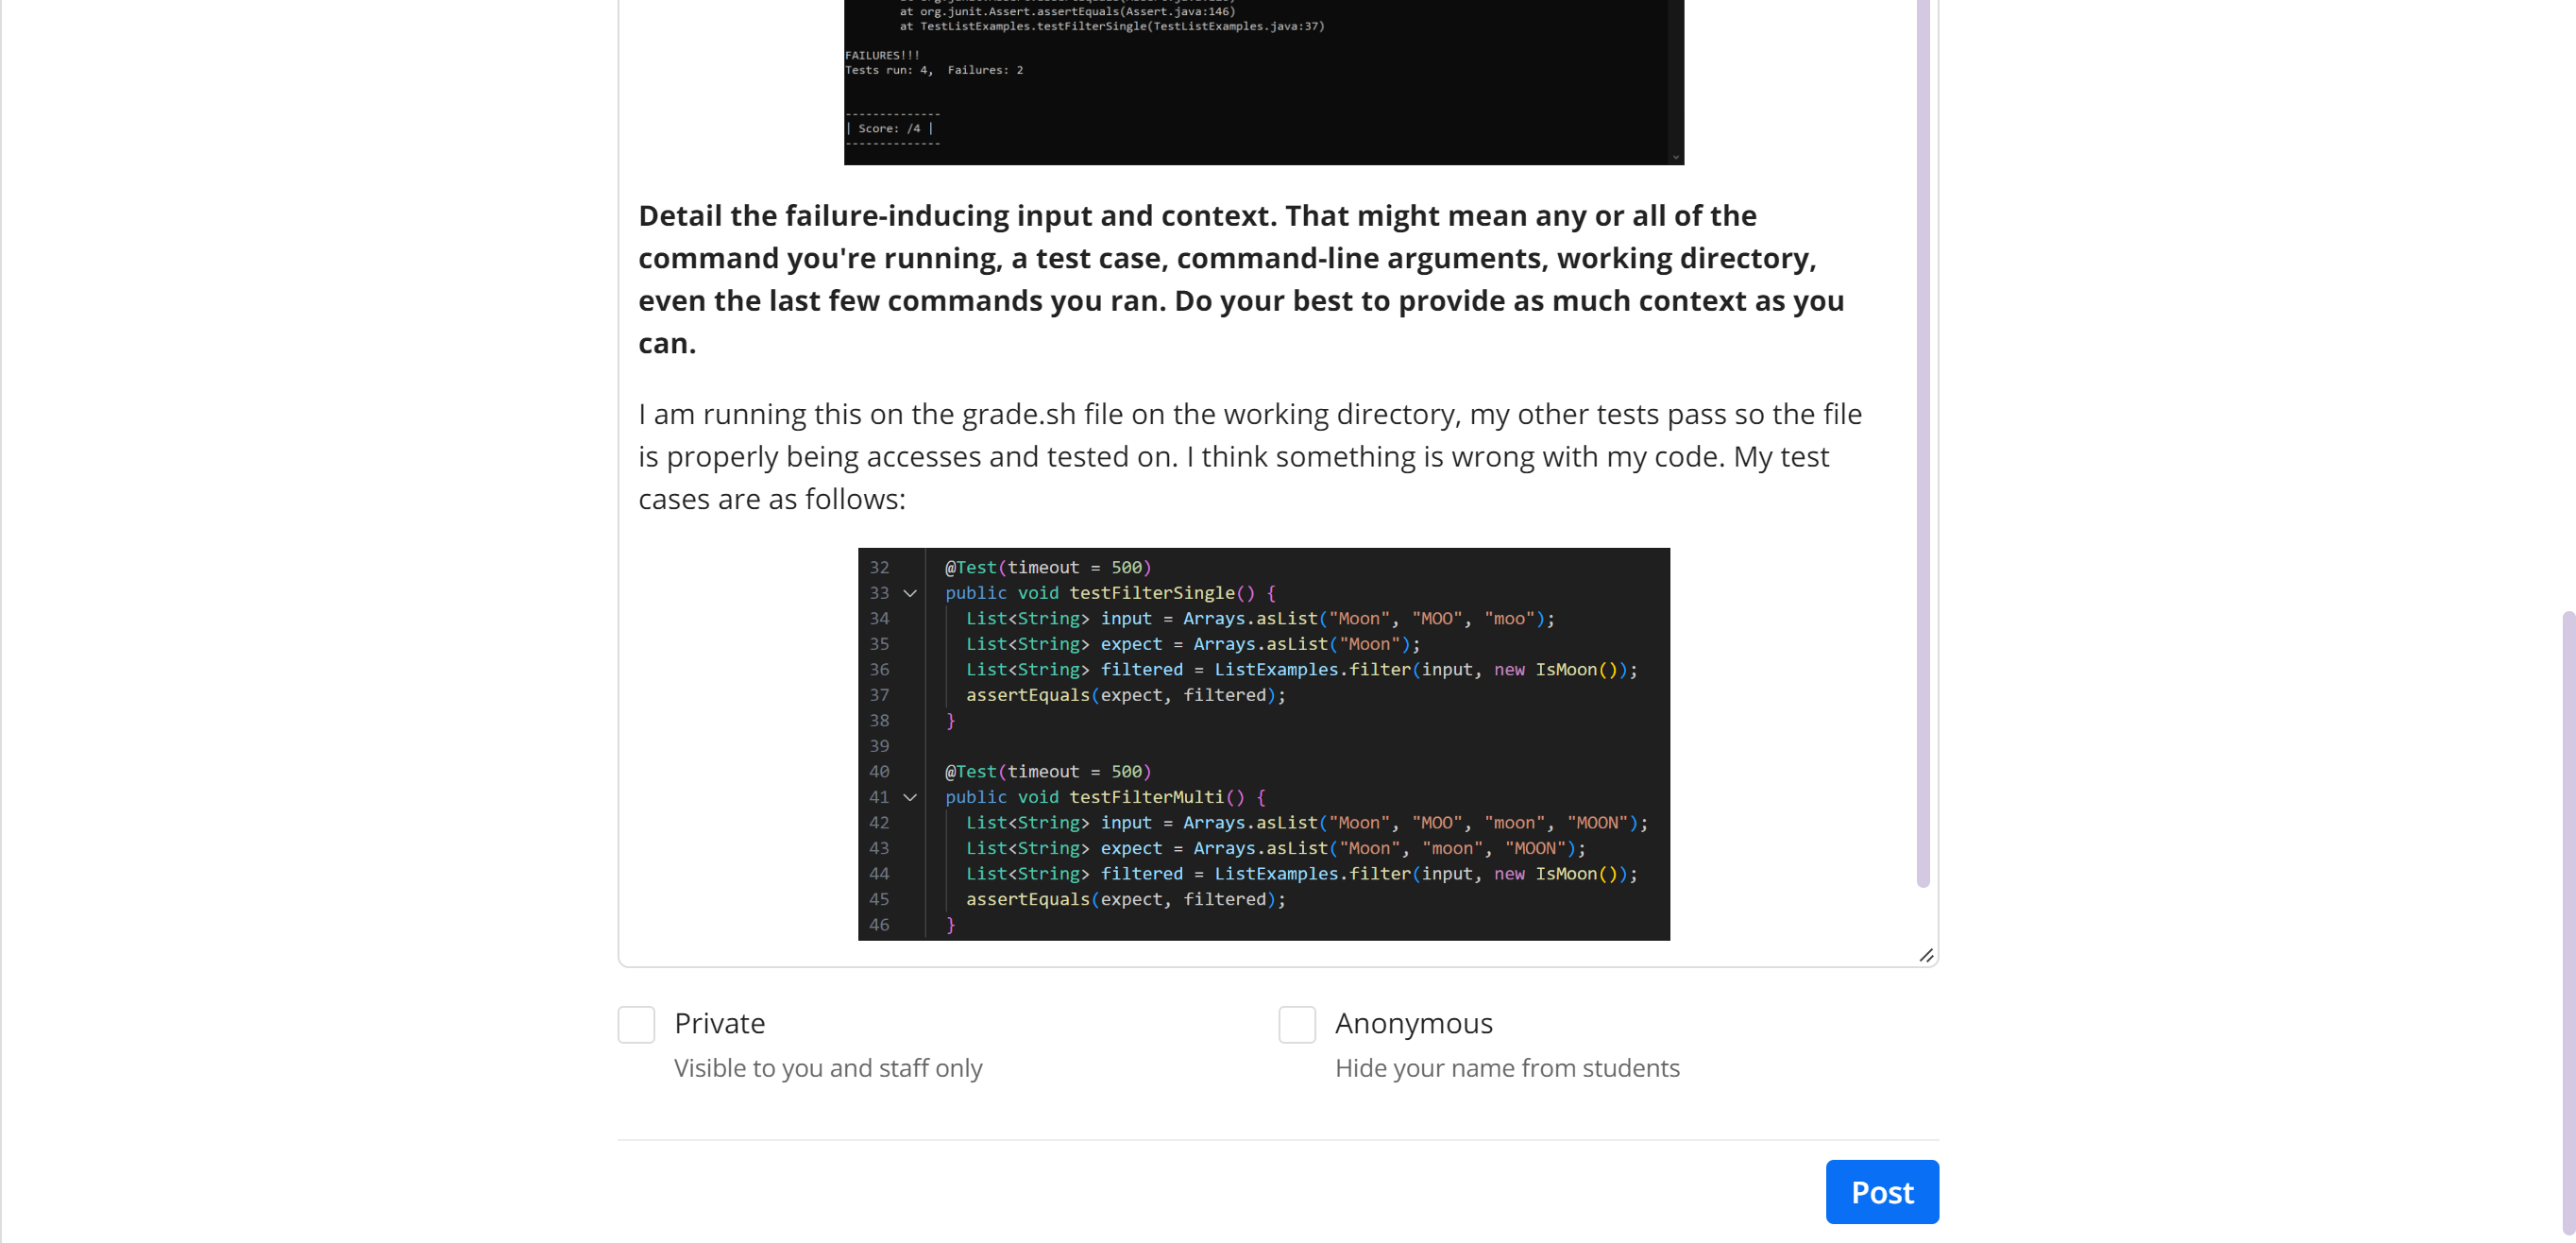 at org.junit.Assert.assertEquals(Assert.java:146)
at TestListExamples.testFilterSingle(TestListExamples.java:37)
FAILURES!!!
Tests run: 4,  Failures: 2
--------------
| Score: /4 |
--------------
Detail the failure-inducing input and context. That might mean any or all of the
command you're running, a test case, command-line arguments, working directory,
even the last few commands you ran. Do your best to provide as much context as you
can.
I am running this on the grade.sh file on the working directory, my other tests pass so the file
is properly being accesses and tested on. I think something is wrong with my code. My test
cases are as follows:
32 @Test(timeout = 500)
33 public void testFilterSingle() {
34 List<String> input = Arrays.asList("Moon", "MOO", "moo");
35 List<String> expect = Arrays.asList("Moon");
36 List<String> filtered = ListExamples.filter(input, new IsMoon());
37 assertEquals(expect, filtered);
38 }
39
40 @Test(timeout = 500)
41 public void testFilterMulti() {
42 List<String> input = Arrays.asList("Moon", "MOO", "moon", "MOON");
43 List<String> expect = Arrays.asList("Moon", "moon", "MOON");
44 List<String> filtered = ListExamples.filter(input, new IsMoon());
45 assertEquals(expect, filtered);
46 }
Private
Visible to you and staff only
Anonymous
Hide your name from students
Post